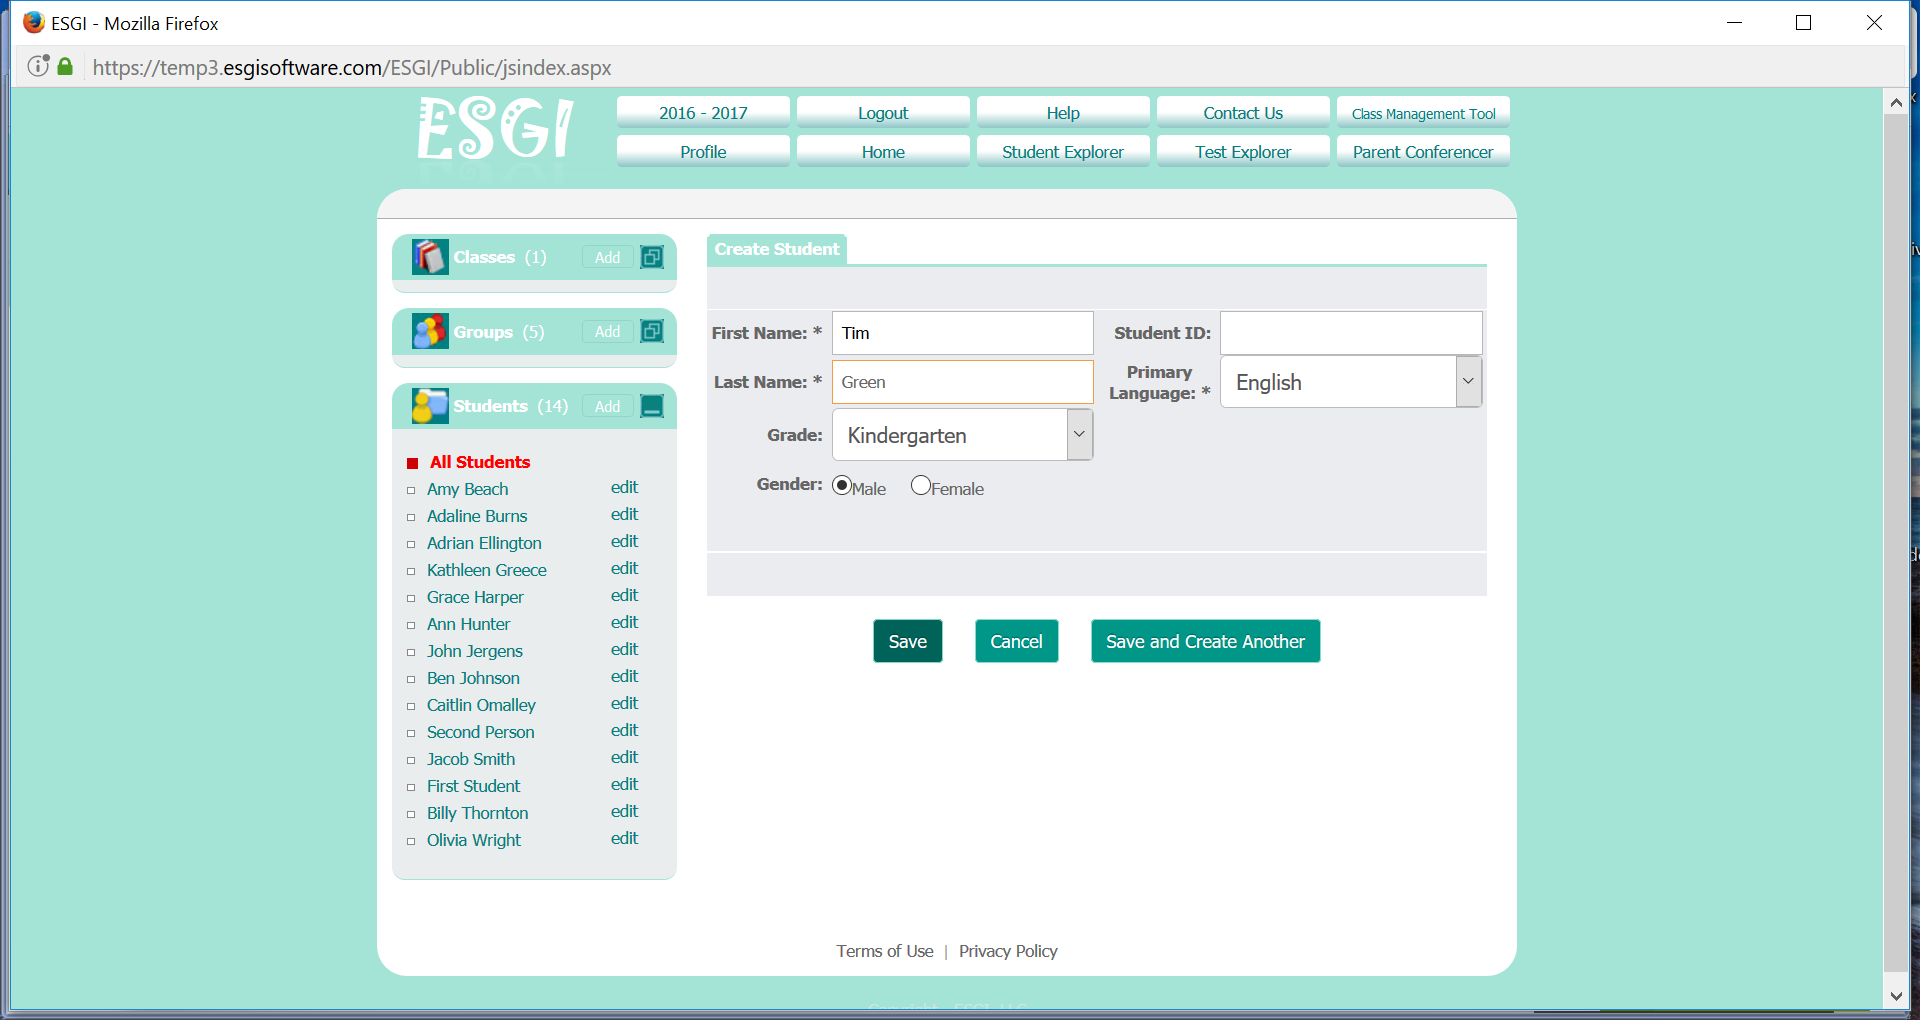 ESGI - Mozilla Firefox
https://temp3.esgisoftware.com/ESGI/Public/jsindex.aspx
ESGI
2016 - 2017 Logout Help Contact Us Class Management Tool
Profile Home Student Explorer Test Explorer Parent Conferencer
Classes (1) Add
Groups (5) Add
Students (14) Add
All Students
Amy Beach edit
Adaline Burns edit
Adrian Ellington edit
Kathleen Greece edit
Grace Harper edit
Ann Hunter edit
John Jergens edit
Ben Johnson edit
Caitlin Omalley edit
Second Person edit
Jacob Smith edit
First Student edit
Billy Thornton edit
Olivia Wright edit
Create Student
First Name: * Tim Student ID:
Last Name: * Green Primary Language: * English
Grade: Kindergarten
Gender: Male Female
Save Cancel Save and Create Another
Terms of Use | Privacy Policy